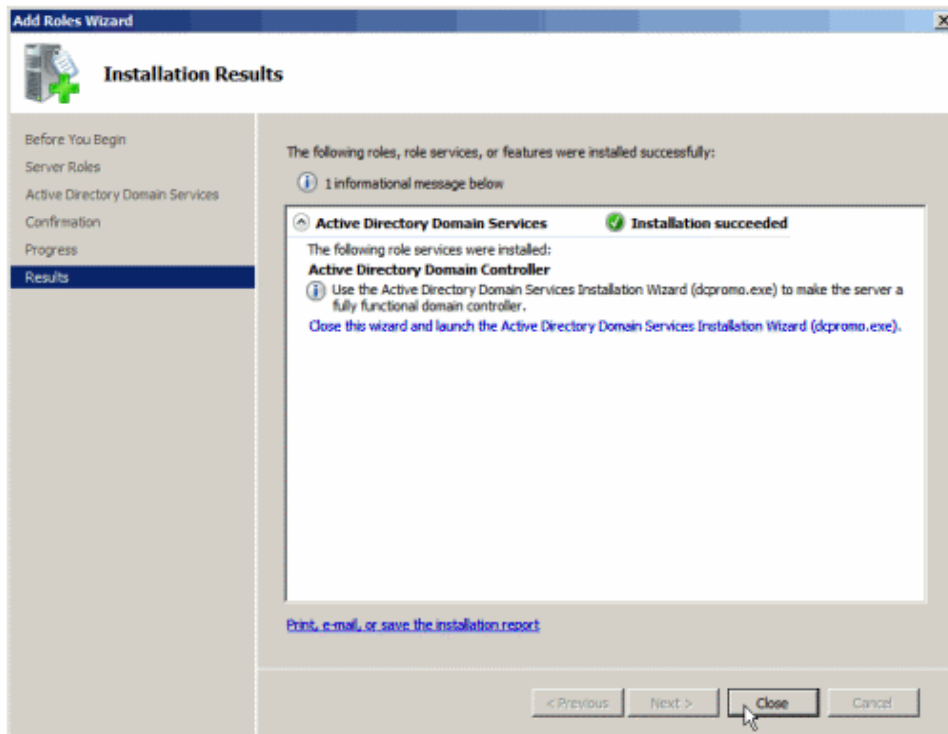 Add Roles Wizard
Installation Results
Before You Begin
Server Roles
Active Directory Domain Services
Confirmation
Progress
Results
The following roles, role services, or features were installed successfully:
1 informational message below
Active Directory Domain Services Installation succeeded
The following role services were installed:
Active Directory Domain Controller
Use the Active Directory Domain Services Installation Wizard (dcpromo.exe) to make the server a
fully functional domain controller.
Close this wizard and launch the Active Directory Domain Services Installation Wizard (dcpromo.exe).
Print, e-mail, or save the installation report
< Previous Next > Close Cancel